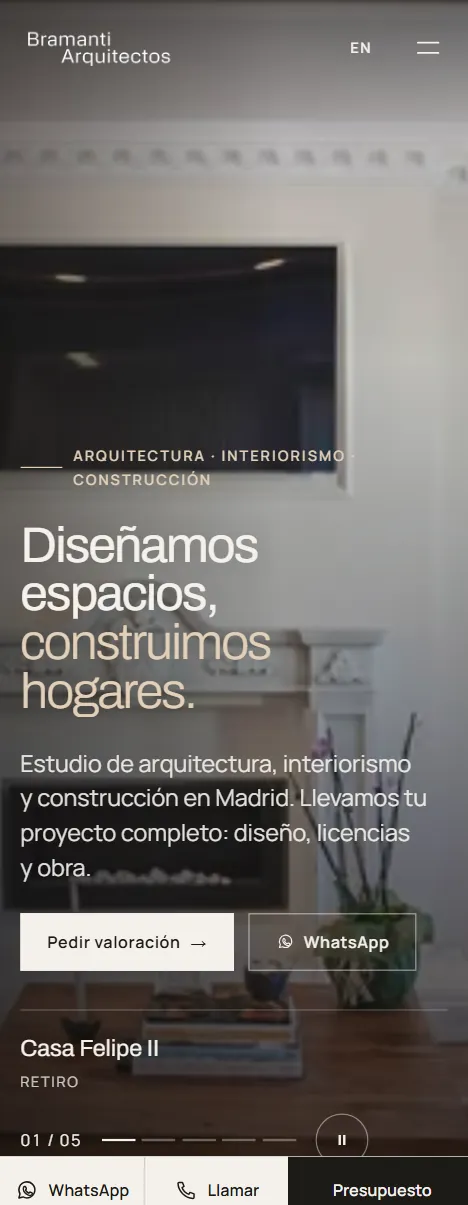 Bramanti
Arquitectos
EN
ARQUITECTURA · INTERIORISMO ·
CONSTRUCCIÓN
Diseñamos
espacios,
construimos
hogares.
Estudio de arquitectura, interiorismo
y construcción en Madrid. Llevamos tu
proyecto completo: diseño, licencias
y obra.
Pedir valoración →
WhatsApp
Casa Felipe II
RETIRO
01 / 05
WhatsApp
Llamar
Presupuesto